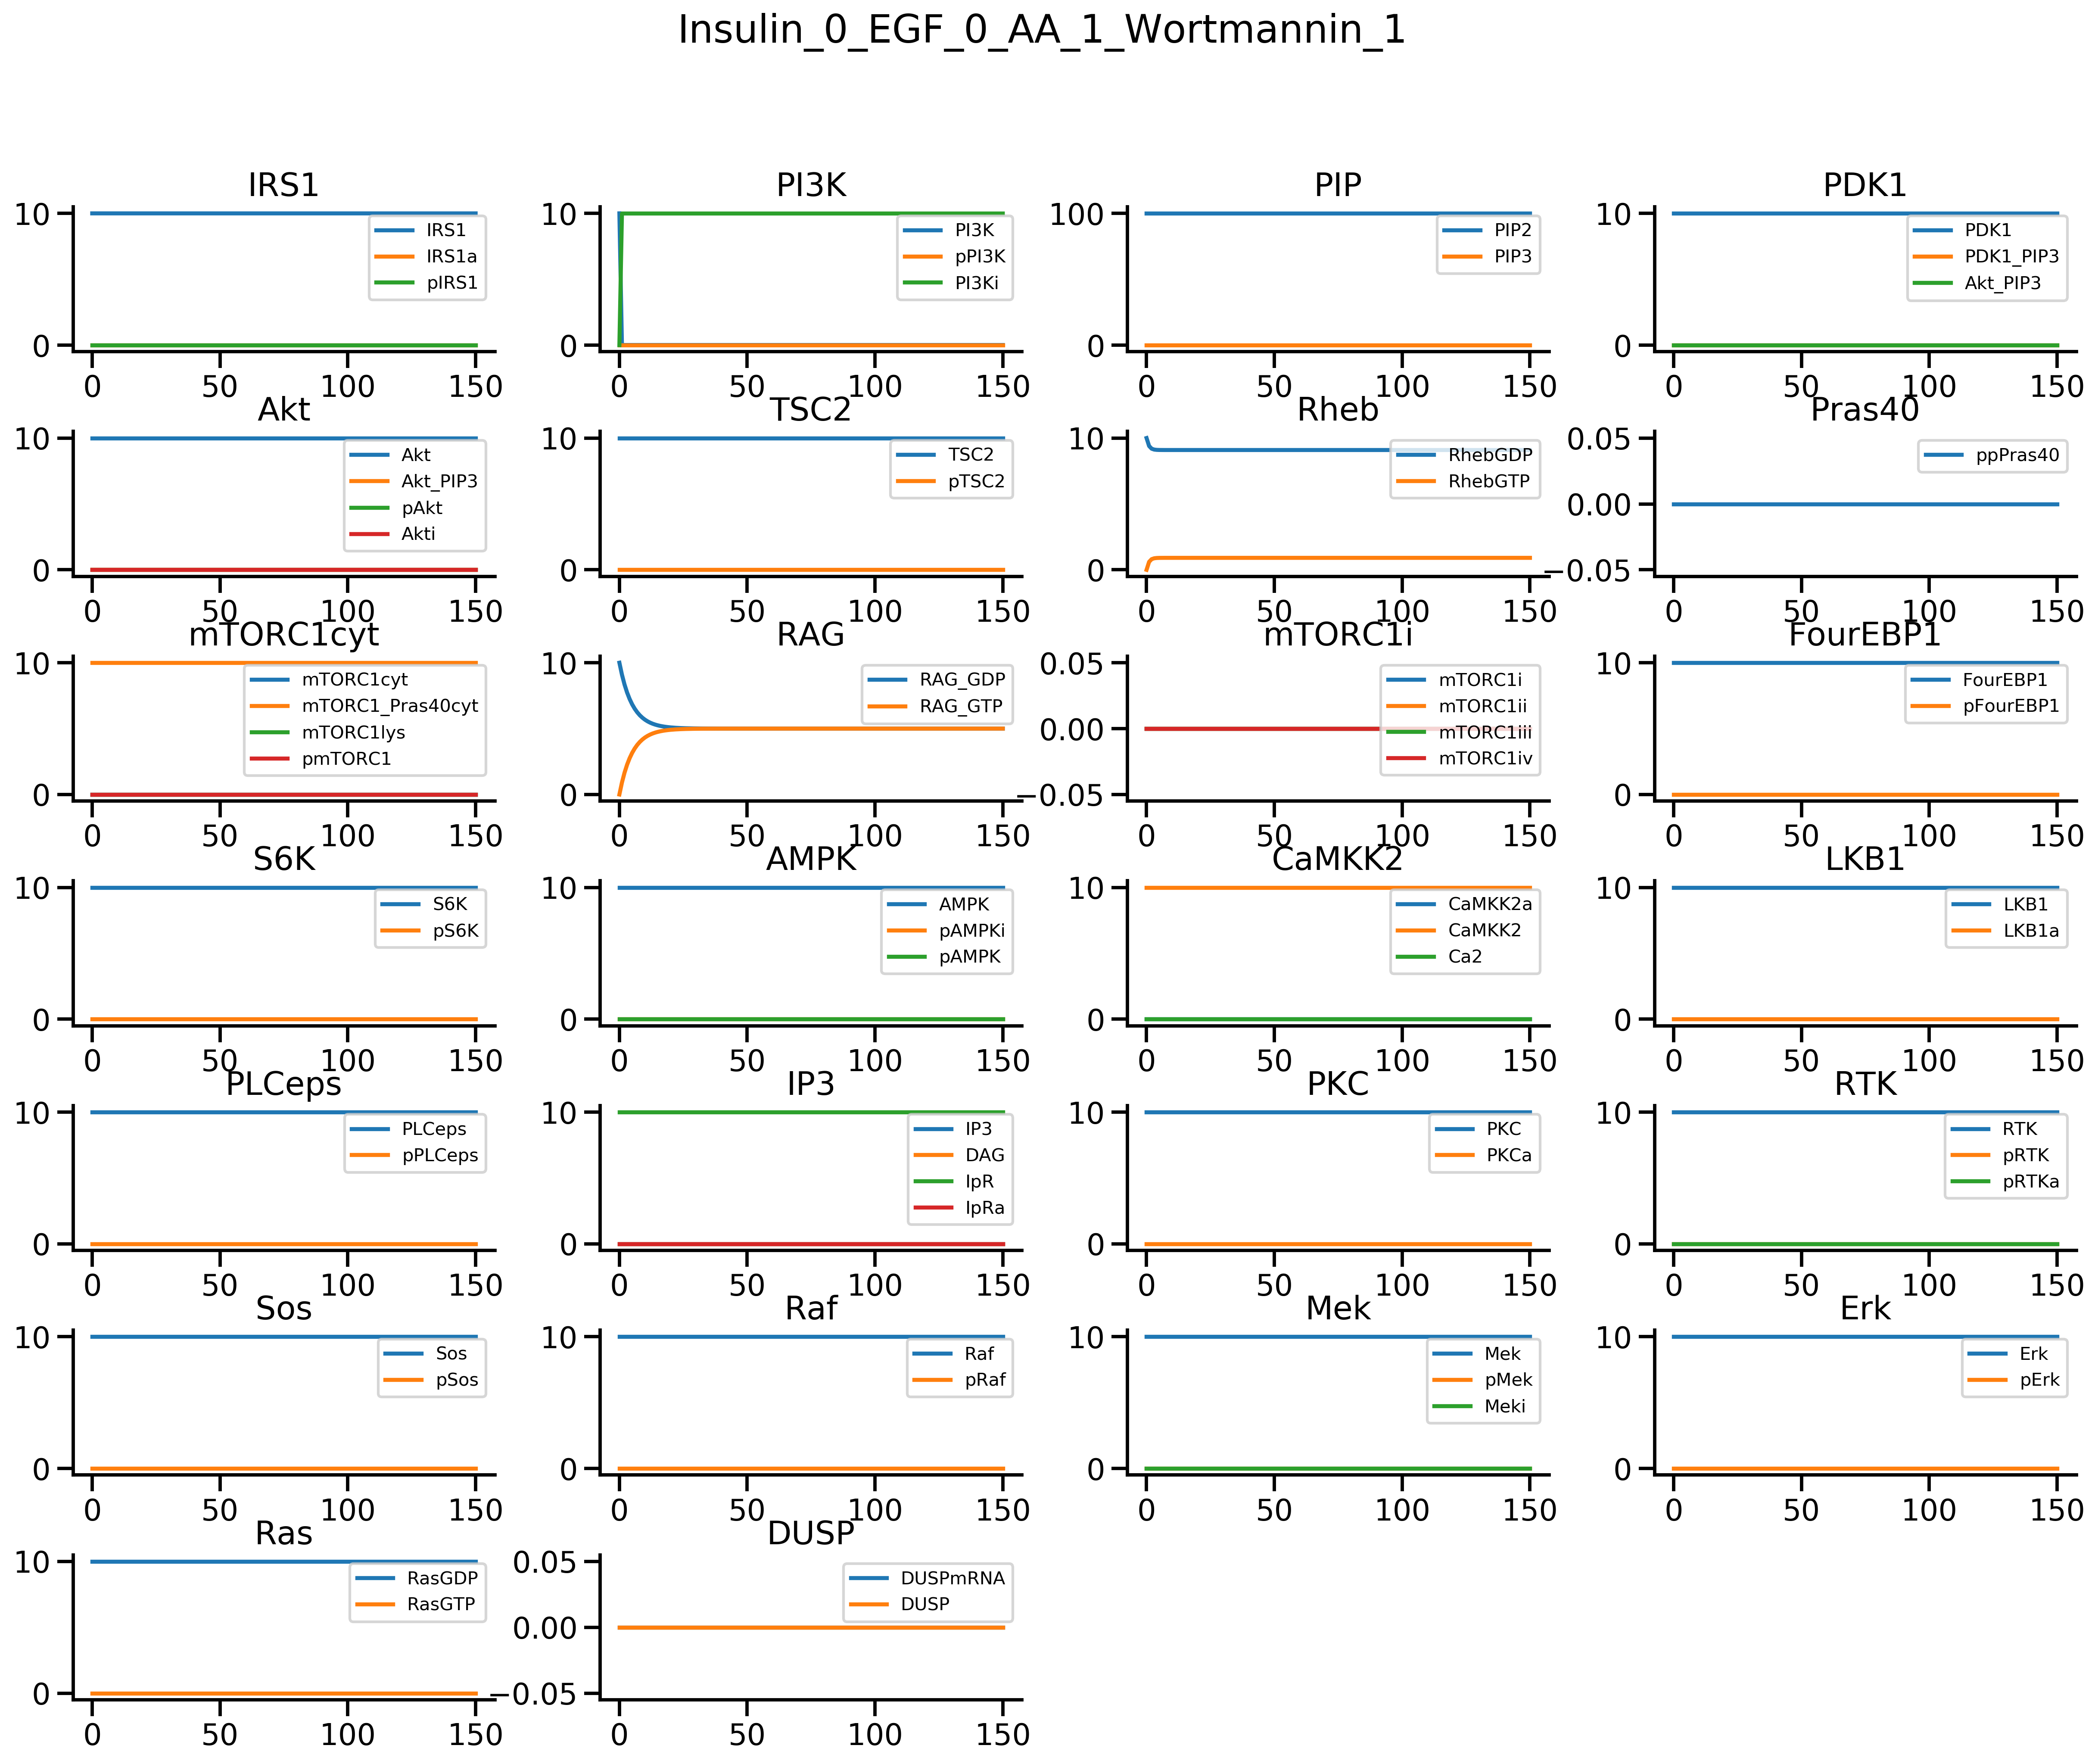 Insulin_0_EGF_0_AA_1_Wortmannin_1
IRS1
10
0
0 50 100 150
IRS1
IRS1a
pIRS1
PI3K
10
0
0 50 100 150
PI3K
pPI3K
PI3Ki
PIP
100
0
0 50 100 150
PIP2
PIP3
PDK1
10
0
0 50 100 150
PDK1
PDK1_PIP3
Akt_PIP3
Akt
10
0
0 50 100 150
Akt
Akt_PIP3
pAkt
Akti
TSC2
10
0
0 50 100 150
TSC2
pTSC2
Rheb
10
0
0 50 100 150
RhebGDP
RhebGTP
Pras40
0.05
0.00
−0.05
0 50 100 150
ppPras40
mTORC1cyt
10
0
0 50 100 150
mTORC1cyt
mTORC1_Pras40cyt
mTORC1lys
pmTORC1
RAG
10
0
0 50 100 150
RAG_GDP
RAG_GTP
mTORC1i
0.05
0.00
−0.05
0 50 100 150
mTORC1i
mTORC1ii
mTORC1iii
mTORC1iv
FourEBP1
10
0
0 50 100 150
FourEBP1
pFourEBP1
S6K
10
0
0 50 100 150
S6K
pS6K
AMPK
10
0
0 50 100 150
AMPK
pAMPKi
pAMPK
CaMKK2
10
0
0 50 100 150
CaMKK2a
CaMKK2
Ca2
LKB1
10
0
0 50 100 150
LKB1
LKB1a
PLCeps
10
0
0 50 100 150
PLCeps
pPLCeps
IP3
10
0
0 50 100 150
IP3
DAG
IpR
IpRa
PKC
10
0
0 50 100 150
PKC
PKCa
RTK
10
0
0 50 100 150
RTK
pRTK
pRTKa
Sos
10
0
0 50 100 150
Sos
pSos
Raf
10
0
0 50 100 150
Raf
pRaf
Mek
10
0
0 50 100 150
Mek
pMek
Meki
Erk
10
0
0 50 100 150
Erk
pErk
Ras
10
0
0 50 100 150
RasGDP
RasGTP
DUSP
0.05
0.00
−0.05
0 50 100 150
DUSPmRNA
DUSP